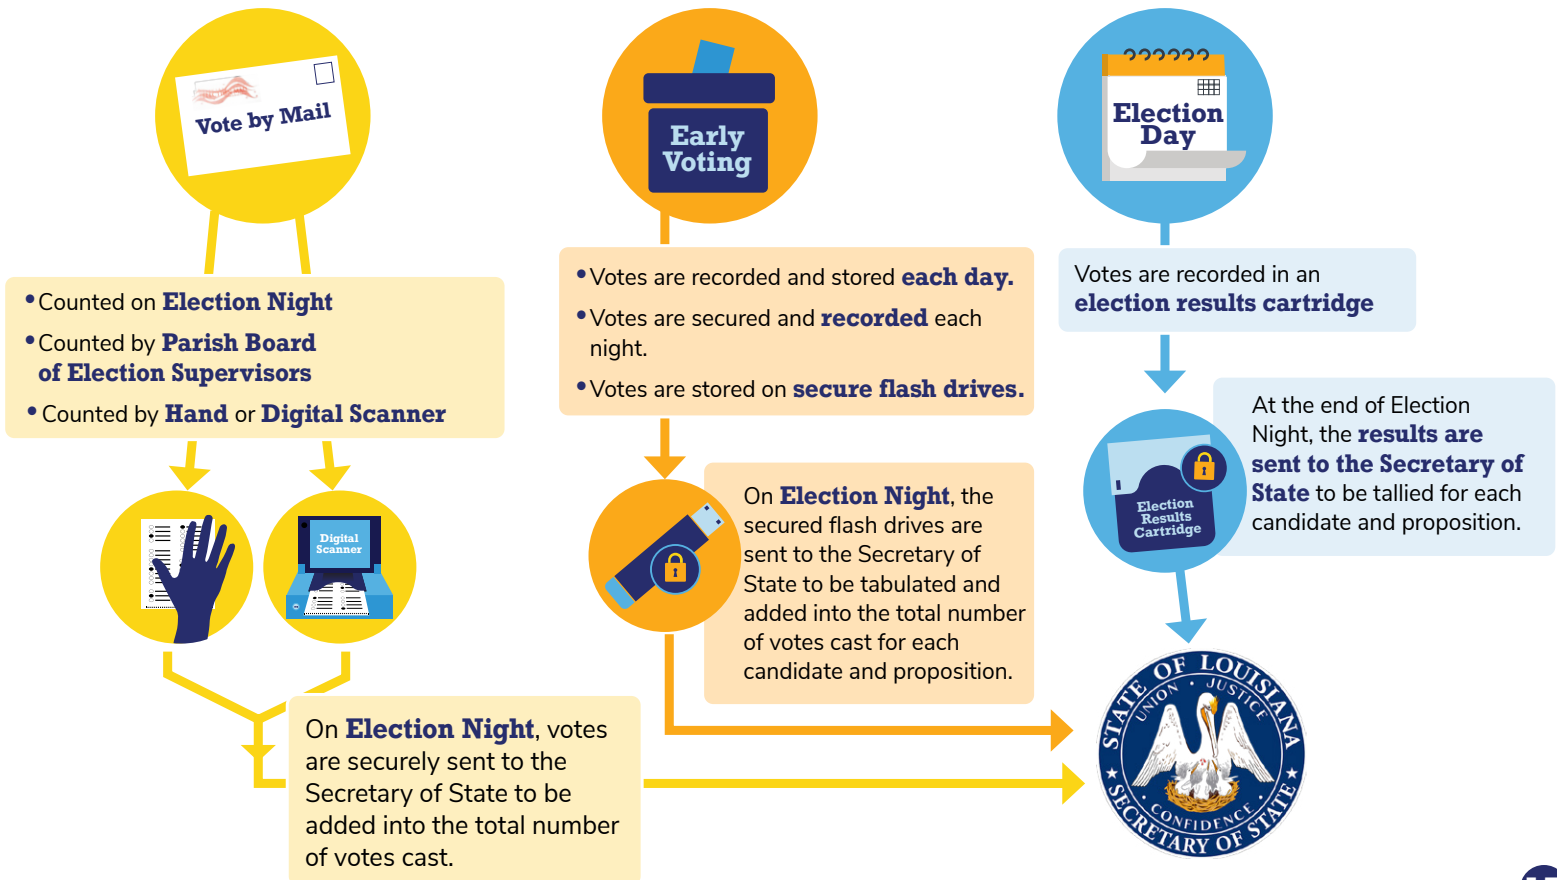 Vote by Mail
• Counted on Election Night
• Counted by Parish Board
of Election Supervisors
• Counted by Hand or Digital Scanner
Digital
Scanner
On Election Night, votes
are securely sent to the
Secretary of State to be
added into the total number
of votes cast.
Early
Voting
• Votes are recorded and stored each day.
• Votes are secured and recorded each
night.
• Votes are stored on secure flash drives.
On Election Night, the
secured flash drives are
sent to the Secretary of
State to be tabulated and
added into the total number
of votes cast for each
candidate and proposition.
Election
Day
Votes are recorded in an
election results cartridge
Election
Results
Cartridge
At the end of Election
Night, the results are
sent to the Secretary of
State to be tallied for each
candidate and proposition.
STATE OF LOUISIANA
UNION · JUSTICE
· CONFIDENCE ·
★ SECRETARY OF STATE ★